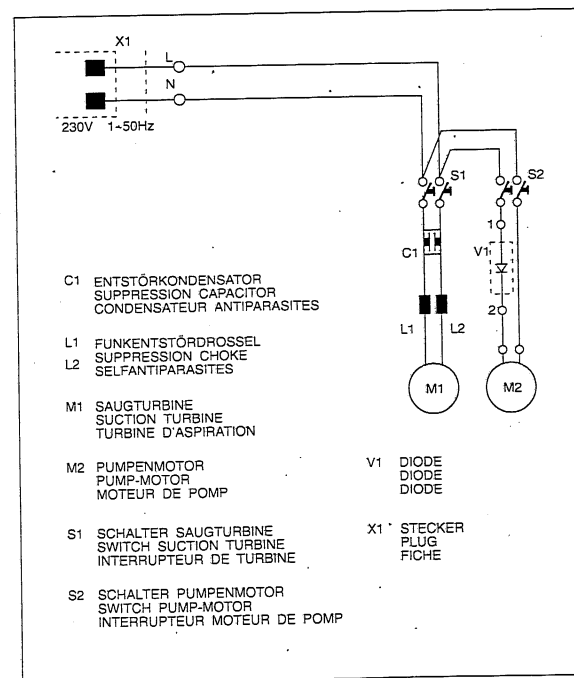 X1
L
N
230V 1~50Hz
S1
S2
1
C1
V1
2
L1 L2
M1 M2
C1 ENTSTÖRKONDENSATOR
SUPPRESSION CAPACITOR
CONDENSATEUR ANTIPARASITES
L1 FUNKENTSTÖRDROSSEL
L2 SUPPRESSION CHOKE
SELFANTIPARASITES
M1 SAUGTURBINE
SUCTION TURBINE
TURBINE D'ASPIRATION
M2 PUMPENMOTOR
PUMP-MOTOR
MOTEUR DE POMP
S1 SCHALTER SAUGTURBINE
SWITCH SUCTION TURBINE
INTERRUPTEUR DE TURBINE
S2 SCHALTER PUMPENMOTOR
SWITCH PUMP-MOTOR
INTERRUPTEUR MOTEUR DE POMP
V1 DIODE
DIODE
DIODE
X1 STECKER
PLUG
FICHE